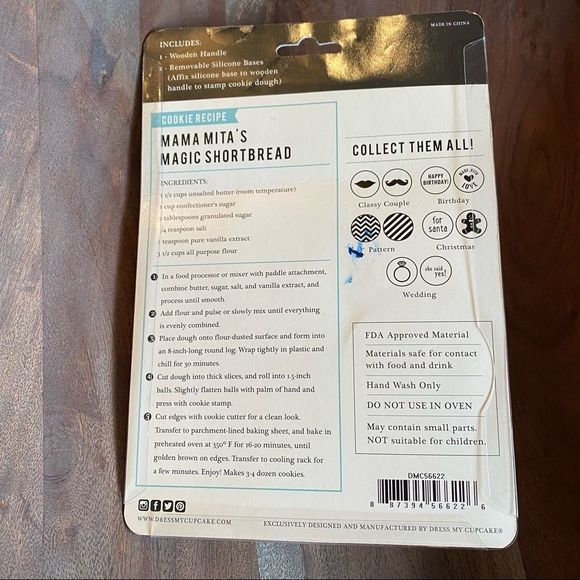 MADE IN CHINA
INCLUDES:
1 - Wooden Handle
2 - Removable Silicone Bases
(Affix silicone base to wooden
handle to stamp cookie dough)
COOKIE RECIPE
MAMA MITA'S
MAGIC SHORTBREAD
INGREDIENTS:
1 1/2 cups unsalted butter (room temperature)
1 cup confectioner's sugar
tablespoons granulated sugar
/4 teaspoon salt
teaspoon pure vanilla extract
3 1/2 cups all purpose flour
1 In a food processor or mixer with paddle attachment,
combine butter, sugar, salt, and vanilla extract, and
process until smooth.
2 Add flour and pulse or slowly mix until everything
is evenly combined.
3 Place dough onto flour-dusted surface and form into
an 8-inch-long round log. Wrap tightly in plastic and
chill for 30 minutes.
4 Cut dough into thick slices, and roll into 1.5-inch
balls. Slightly flatten balls with palm of hand and
press with cookie stamp.
5 Cut edges with cookie cutter for a clean look.
Transfer to parchment-lined baking sheet, and bake in
preheated oven at 350° F for 16-20 minutes, until
golden brown on edges. Transfer to cooling rack for
a few minutes. Enjoy! Makes 3-4 dozen cookies.
COLLECT THEM ALL!
HAPPY
BIRTHDAY!
MADE WITH
LOVE
Classy Couple
Birthday
for
santa
Pattern
Christmas
she said
yes!
Wedding
FDA Approved Material
Materials safe for contact
with food and drink
Hand Wash Only
DO NOT USE IN OVEN
May contain small parts.
NOT suitable for children.
DMC56622
8 87394 56622 6
WWW.DRESSMYCUPCAKE.COM
EXCLUSIVELY DESIGNED AND MANUFACTURED BY DRESS MY CUPCAKE®